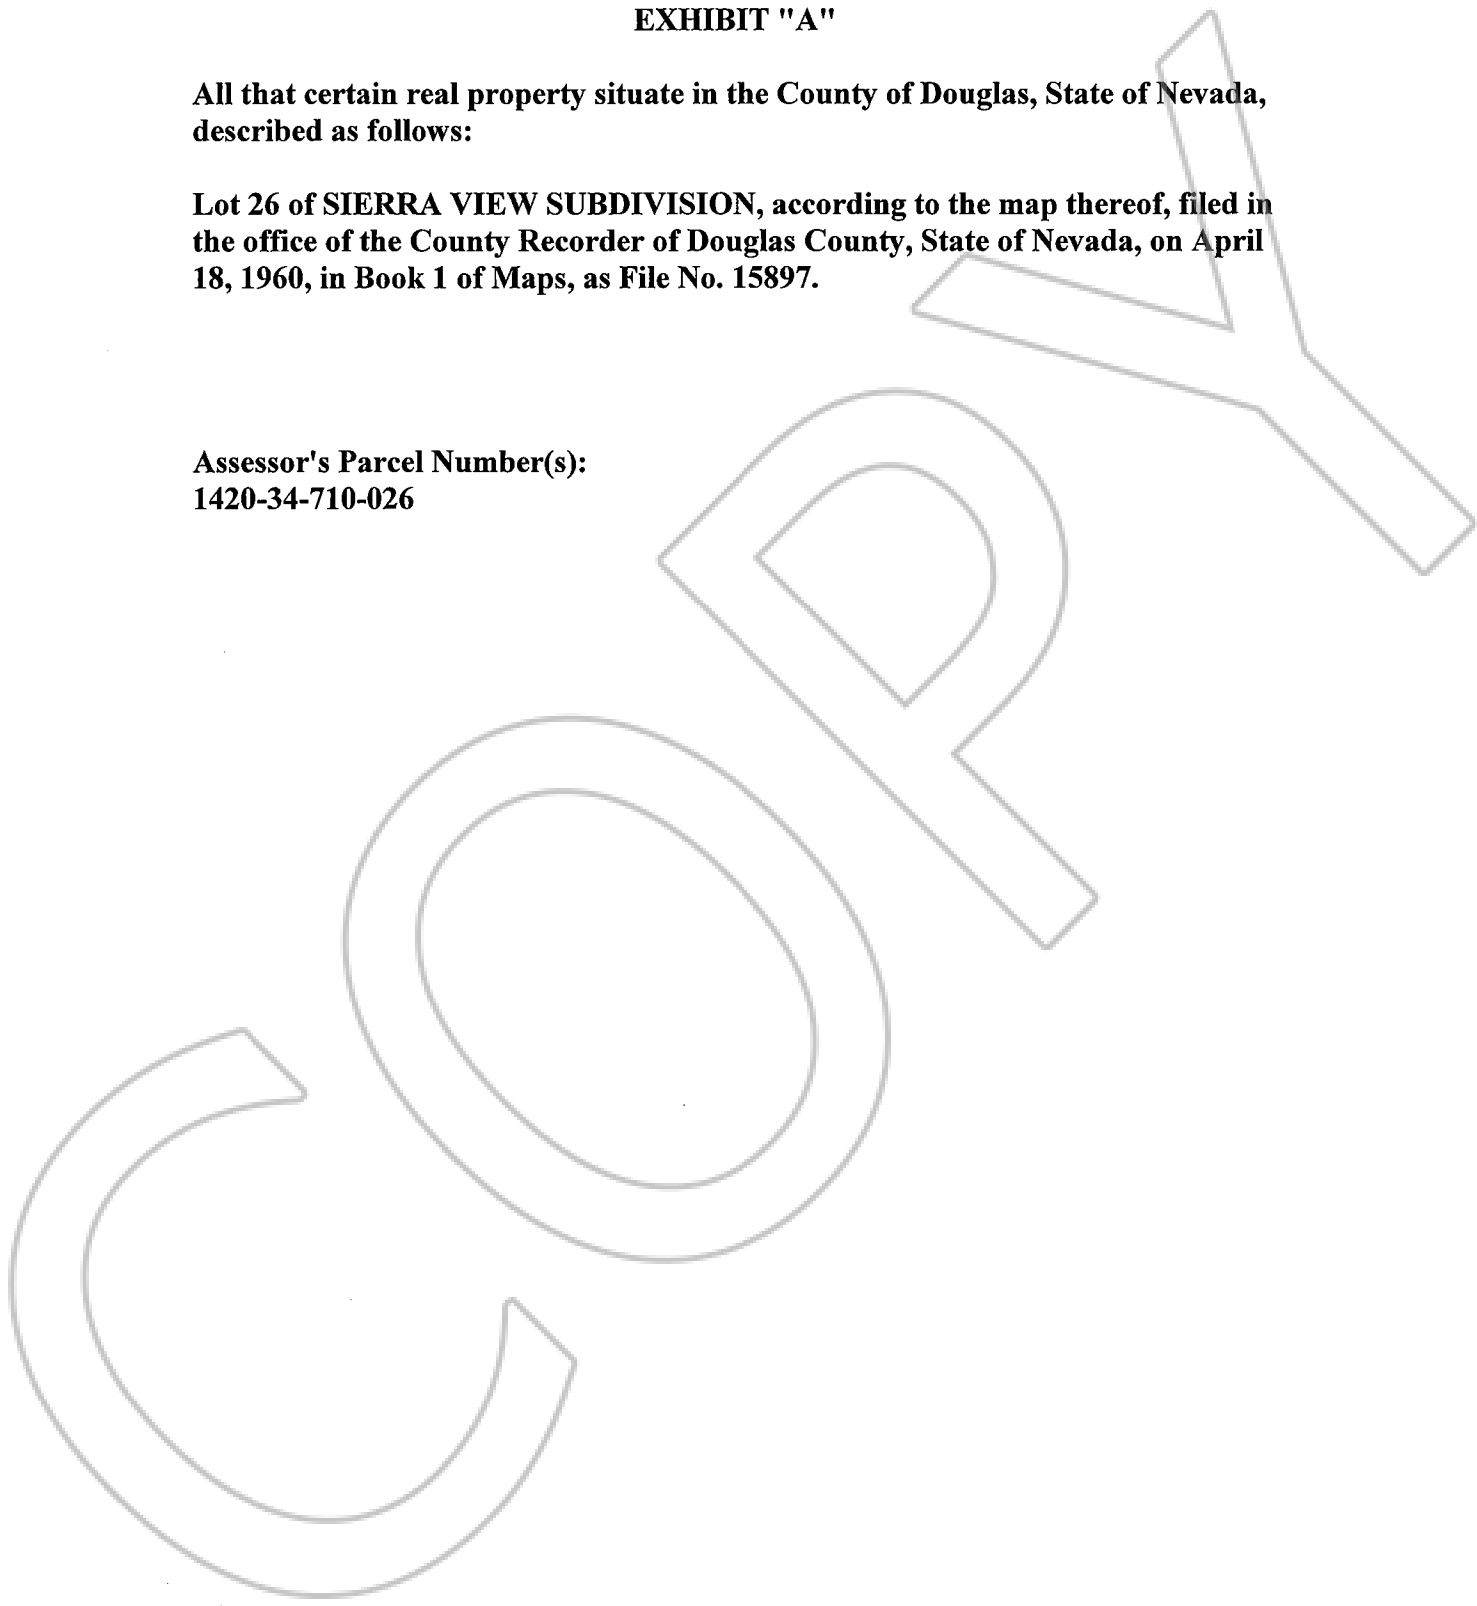 EXHIBIT "A"
All that certain real property situate in the County of Douglas, State of Nevada,
described as follows:
Lot 26 of SIERRA VIEW SUBDIVISION, according to the map thereof, filed in
the office of the County Recorder of Douglas County, State of Nevada, on April
18, 1960, in Book 1 of Maps, as File No. 15897.
Assessor's Parcel Number(s):
1420-34-710-026
COPY